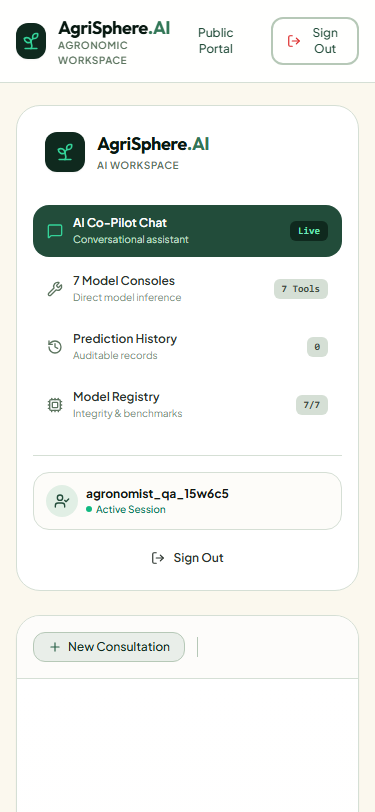 AgriSphere.AI
AGRONOMIC
WORKSPACE
Public
Portal
Sign
Out
AgriSphere.AI
AI WORKSPACE
AI Co-Pilot Chat
Conversational assistant
Live
7 Model Consoles
Direct model inference
7 Tools
Prediction History
Auditable records
0
Model Registry
Integrity & benchmarks
7/7
agronomist_qa_15w6c5
Active Session
Sign Out
New Consultation